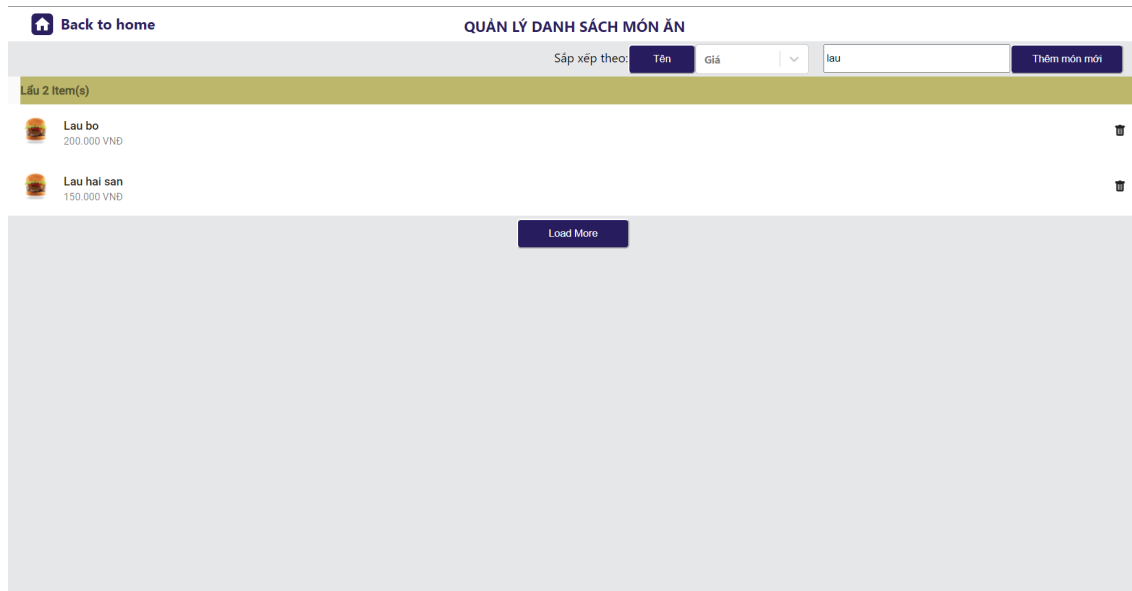 Back to home
QUẢN LÝ DANH SÁCH MÓN ĂN
Sắp xếp theo: Tên Giá lau Thêm món mới
Lẩu 2 Item(s)
Lau bo
200.000 VNĐ
Lau hai san
150.000 VNĐ
Load More